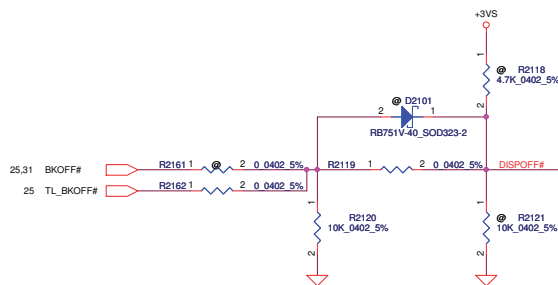 +3VS
1
@ R2118
4.7K_0402_5%
2
@ D2101
2 1
RB751V-40_SOD323-2
25,31 BKOFF# R2161 1 @ 2 0_0402_5% R2119 1 2 0_0402_5% DISPOFF#
25 TL_BKOFF# R2162 1 2 0_0402_5%
1 1
R2120 @ R2121
10K_0402_5% 10K_0402_5%
2 2